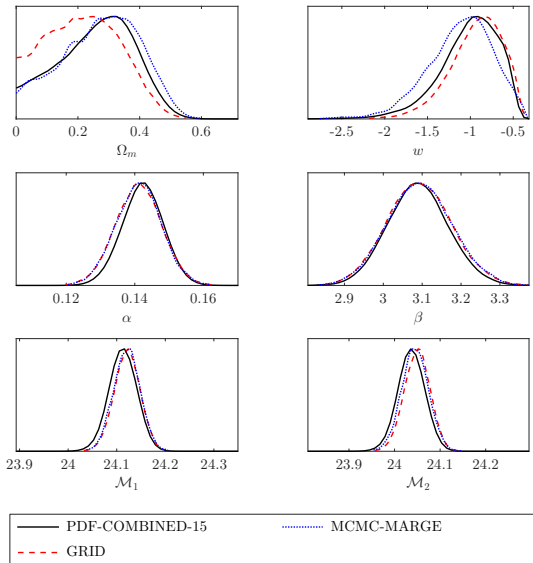 0 0.2 0.4 0.6 -2.5 -2 -1.5 -1 -0.5
Ω_m w
0.12 0.14 0.16 2.9 3 3.1 3.2 3.3
α β
23.9 24 24.1 24.2 24.3 23.9 24 24.1 24.2
ℳ_1 ℳ_2
PDF-COMBINED-15 MCMC-MARGE
GRID